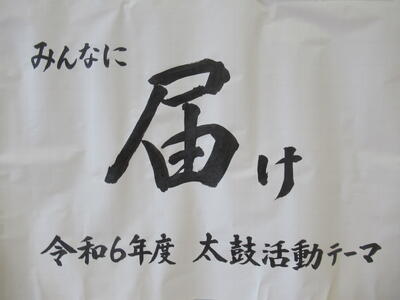 みんなに
届け
令和6年度 太鼓活動テーマ